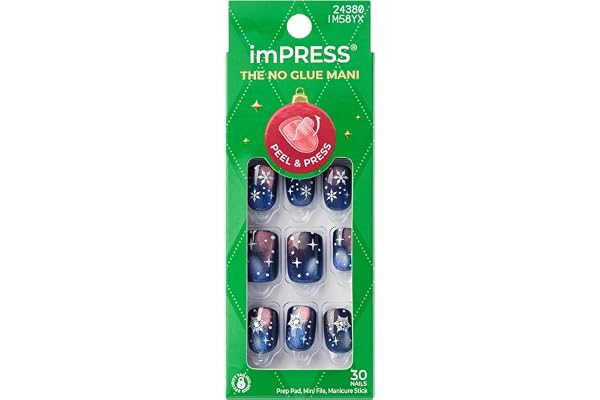 24380
IM58YX
imPRESS®
THE NO GLUE MANI
PEEL & PRESS
30
NAILS
Prep Pad, Mini File, Manicure Stick